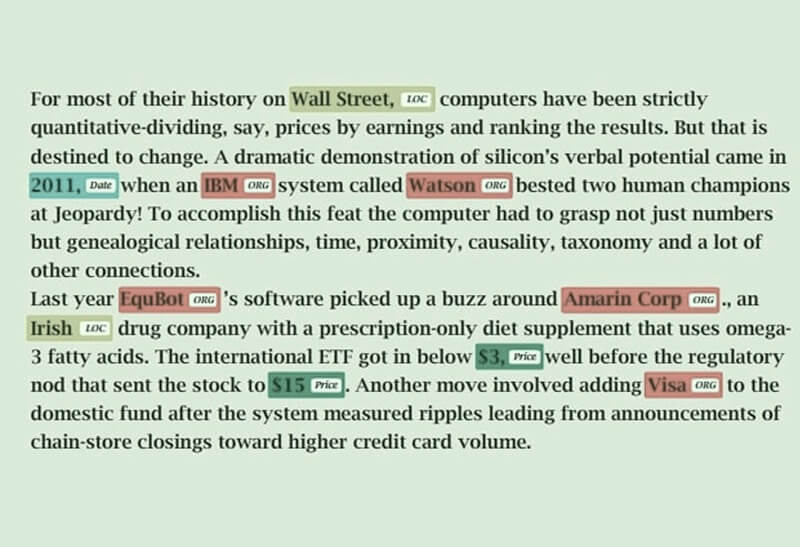 For most of their history on Wall Street, LOC computers have been strictly
quantitative-dividing, say, prices by earnings and ranking the results. But that is
destined to change. A dramatic demonstration of silicon's verbal potential came in
2011, Date when an IBM ORG system called Watson ORG bested two human champions
at Jeopardy! To accomplish this feat the computer had to grasp not just numbers
but genealogical relationships, time, proximity, causality, taxonomy and a lot of
other connections.
Last year EquBot ORG 's software picked up a buzz around Amarin Corp ORG ., an
Irish LOC drug company with a prescription-only diet supplement that uses omega-
3 fatty acids. The international ETF got in below $3, Price well before the regulatory
nod that sent the stock to $15 Price . Another move involved adding Visa ORG to the
domestic fund after the system measured ripples leading from announcements of
chain-store closings toward higher credit card volume.